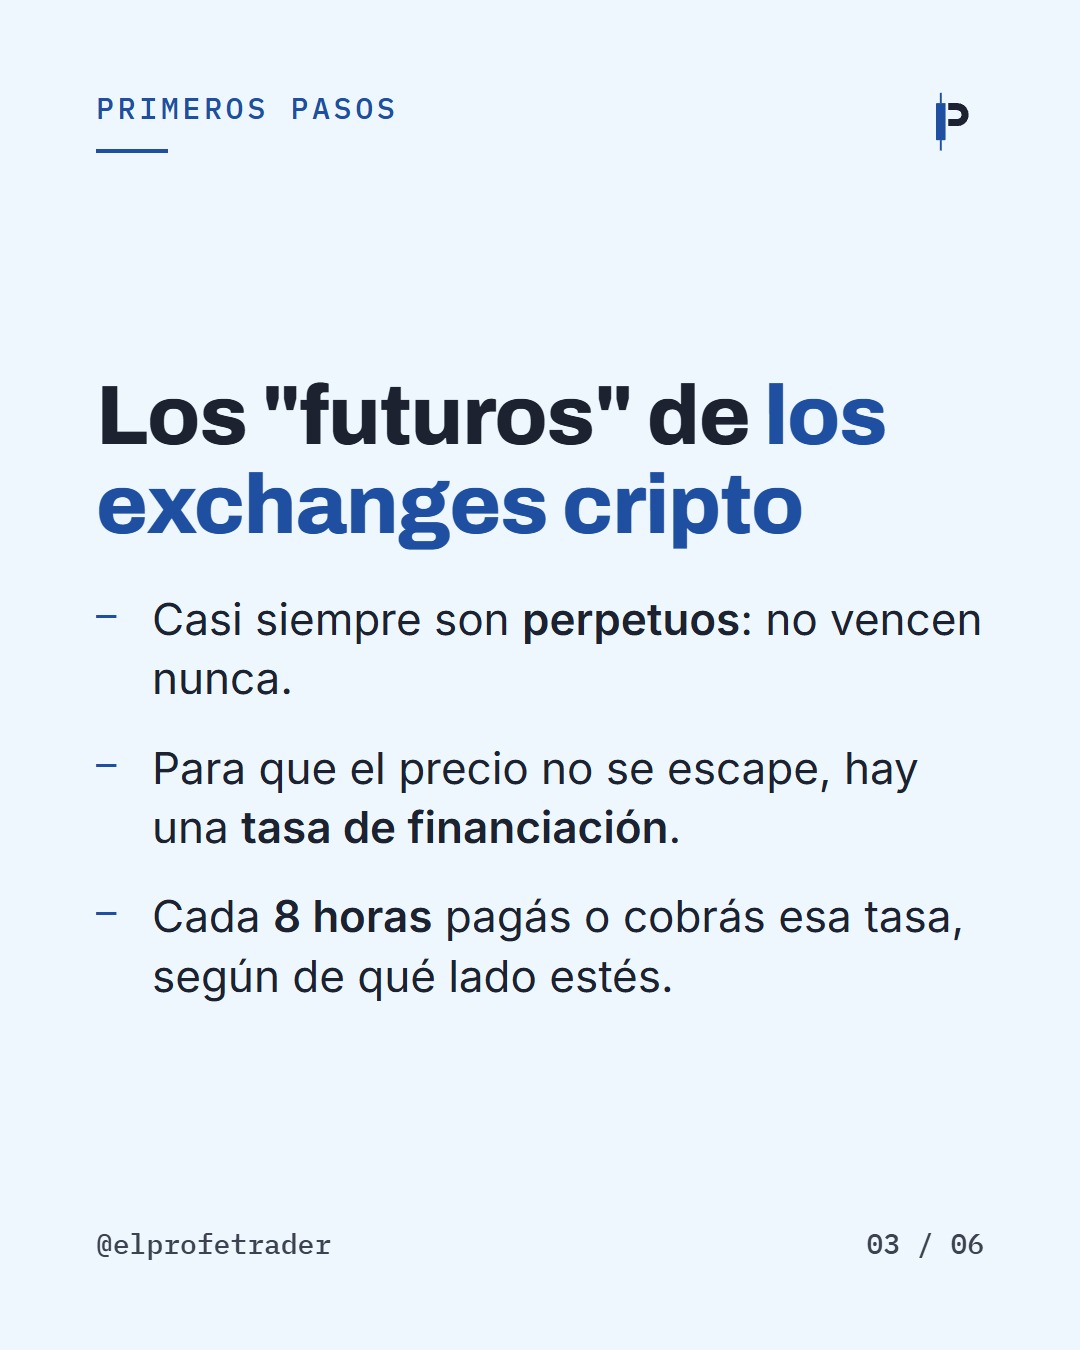 PRIMEROS PASOS
Los "futuros" de los
exchanges cripto
– Casi siempre son perpetuos: no vencen
nunca.
– Para que el precio no se escape, hay
una tasa de financiación.
– Cada 8 horas pagás o cobrás esa tasa,
según de qué lado estés.
@elprofetrader
03 / 06